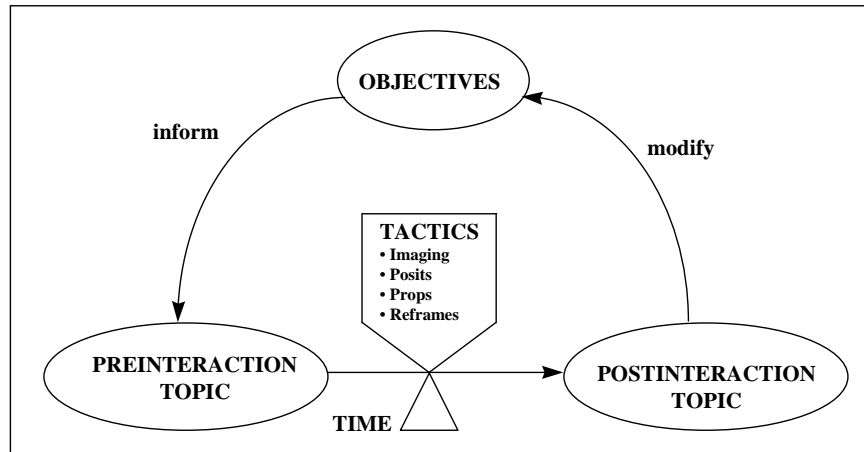 OBJECTIVES
inform
modify
TACTICS
• Imaging
• Posits
• Props
• Reframes
PREINTERACTION
TOPIC
POSTINTERACTION
TOPIC
TIME